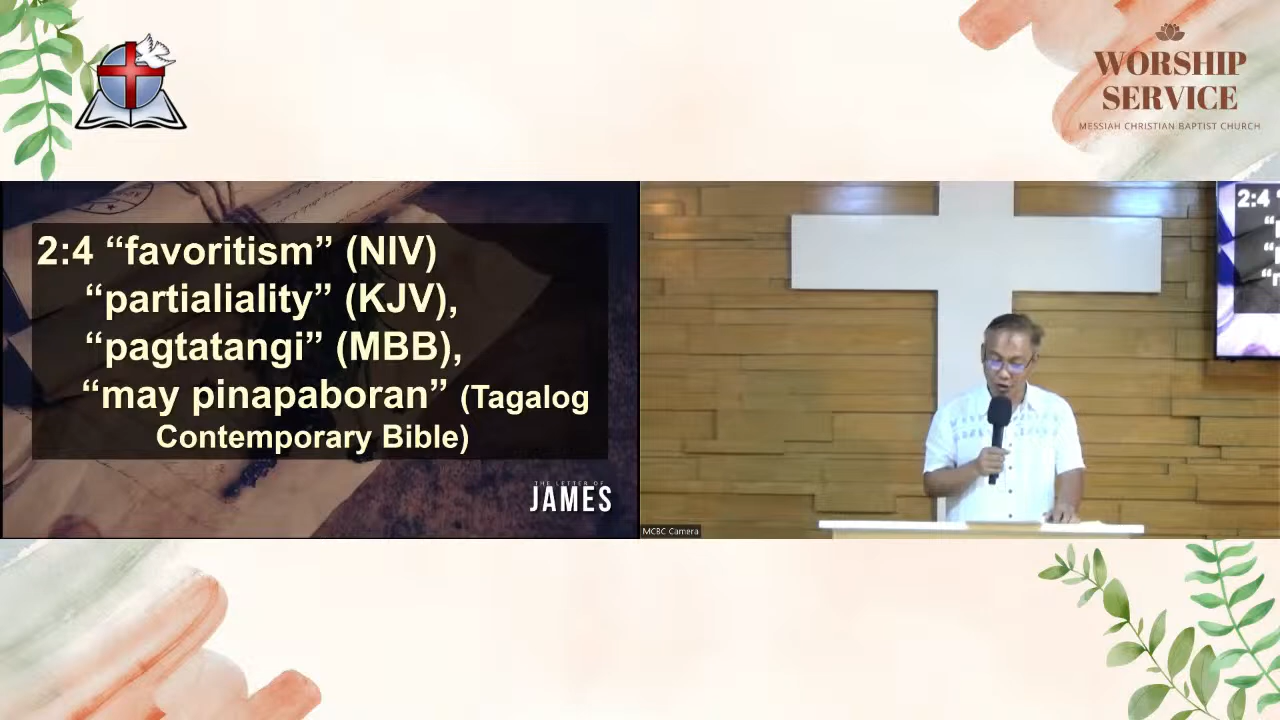 WORSHIP
SERVICE
MESSIAH CHRISTIAN BAPTIST CHURCH
2:4 “favoritism” (NIV)
“partialiality” (KJV),
“pagtatangi” (MBB),
“may pinapaboran” (Tagalog
Contemporary Bible)
THE LETTER OF
JAMES
2:4
MCBC Camera